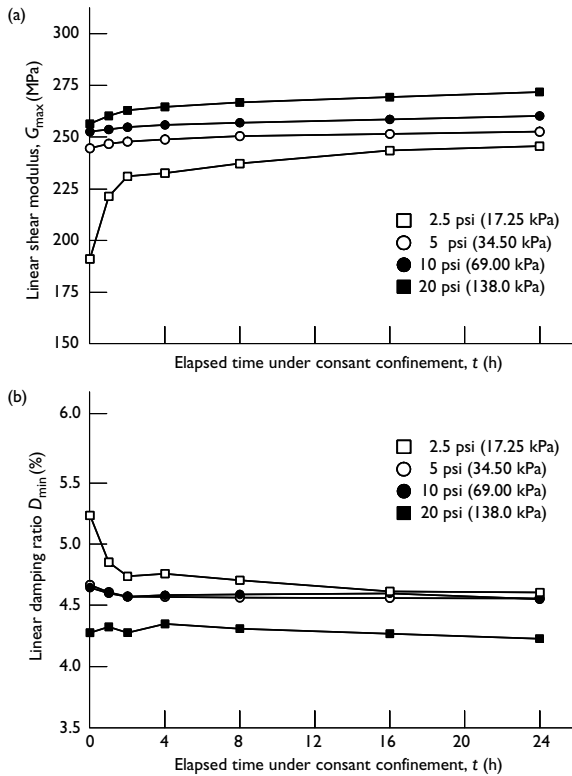 (a)
300
275
250
225
200
175
150
Linear shear modulus, Gmax (MPa)
2.5 psi (17.25 kPa)
5 psi (34.50 kPa)
10 psi (69.00 kPa)
20 psi (138.0 kPa)
Elapsed time under consant confinement, t (h)
(b)
6.0
5.5
5.0
4.5
4.0
3.5
Linear damping ratio Dmin (%)
2.5 psi (17.25 kPa)
5 psi (34.50 kPa)
10 psi (69.00 kPa)
20 psi (138.0 kPa)
0 4 8 12 16 20 24
Elapsed time under consant confinement, t (h)